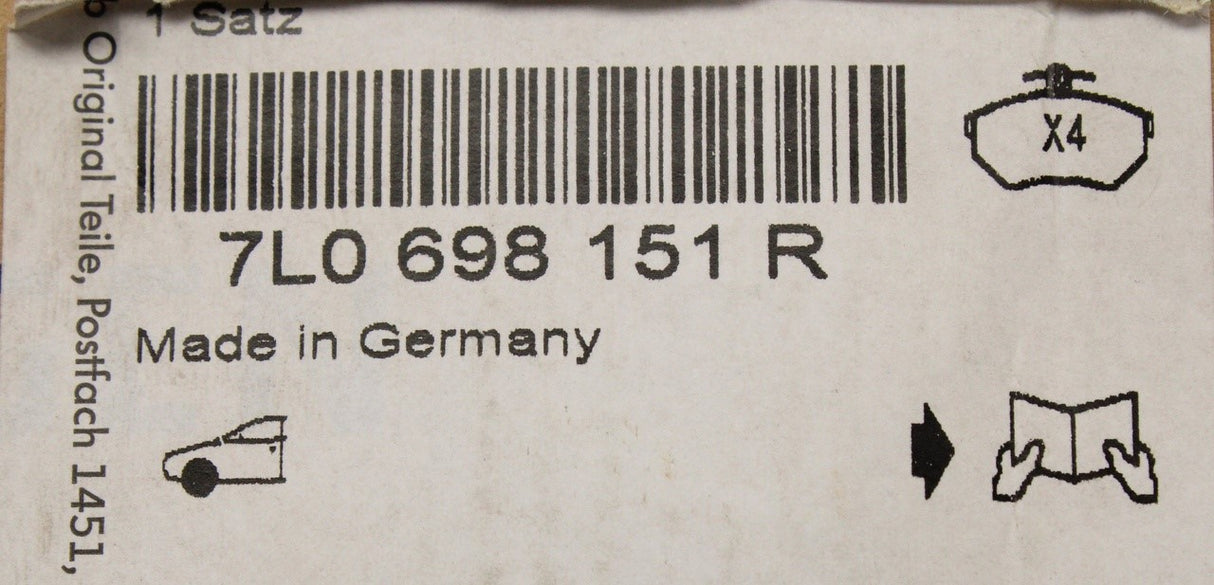 1 Satz
X4
7L0 698 151 R
Made in Germany
Original Teile, Postfach 1451,